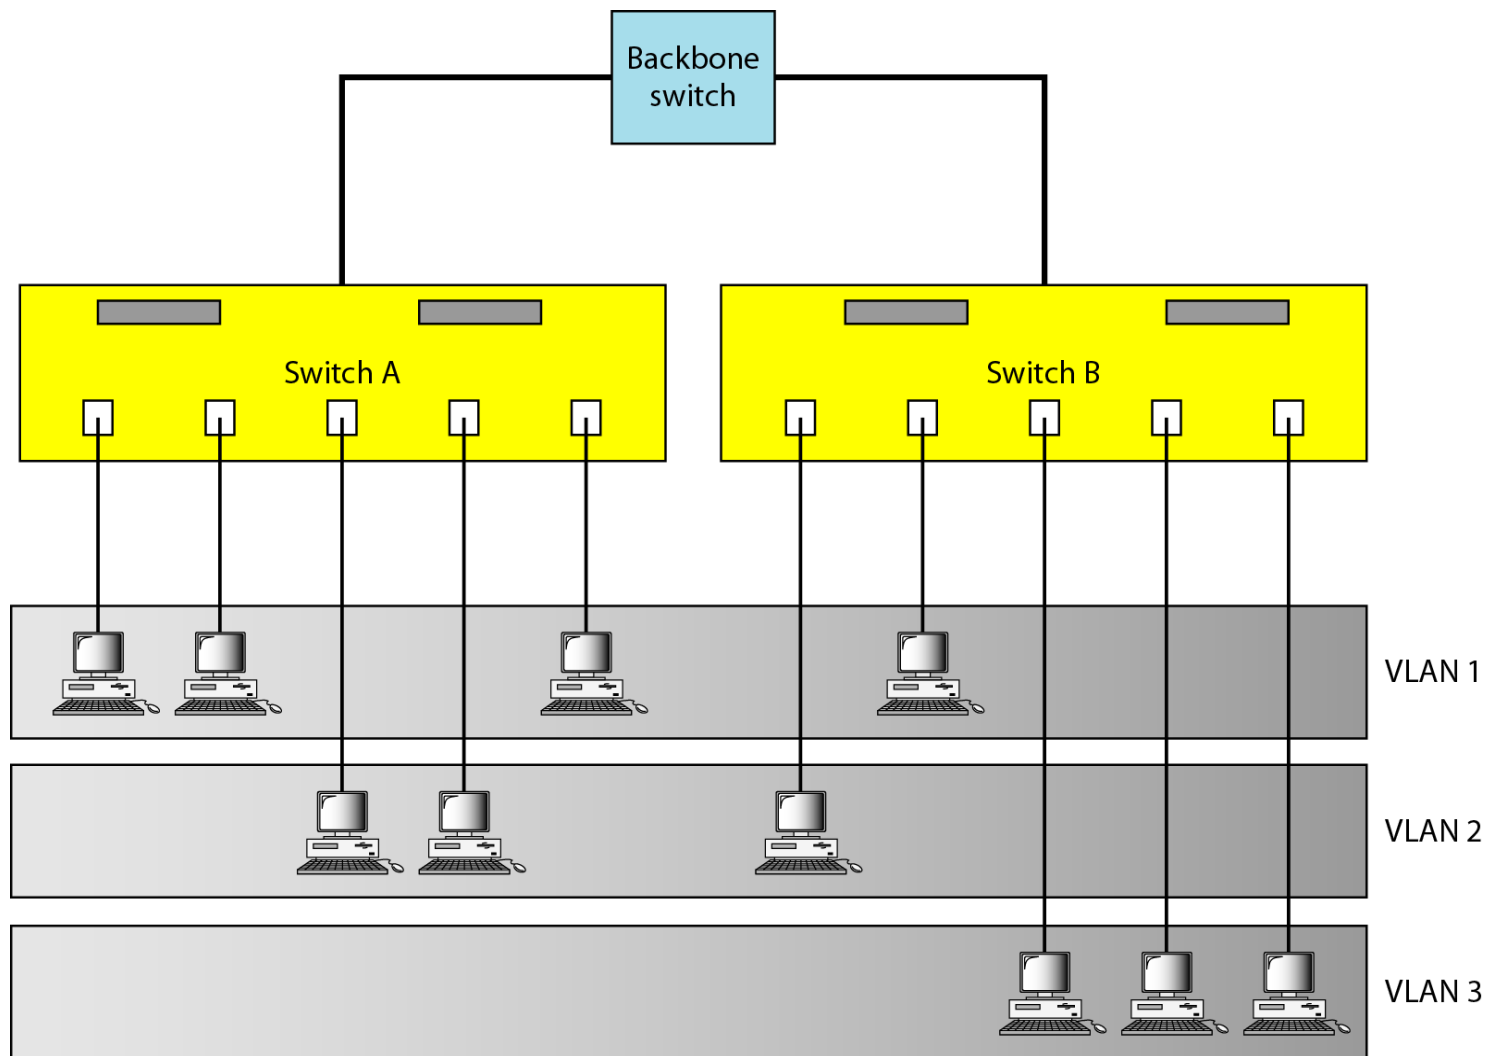 Backbone
switch
Switch A
Switch B
VLAN 1
VLAN 2
VLAN 3